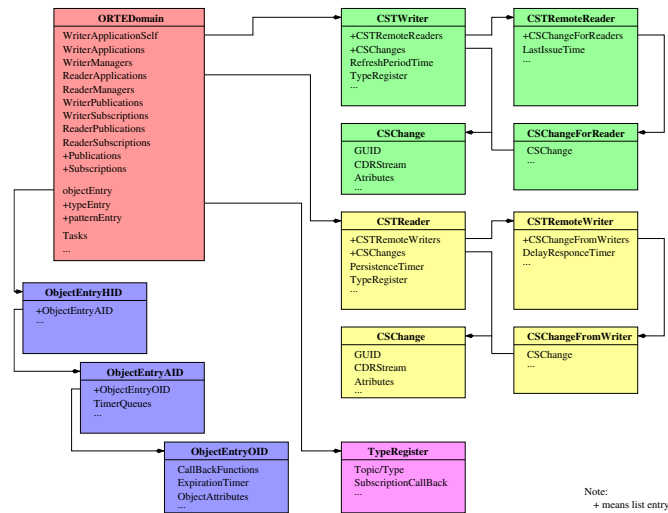 ORTEDomain
WriterApplicationSelf
WriterApplications
WriterManagers
ReaderApplications
ReaderManagers
WriterPublications
WriterSubscriptions
ReaderPublications
ReaderSubscriptions
+Publications
+Subscriptions
objectEntry
+typeEntry
+patternEntry
Tasks
...
CSTWriter
+CSTRemoteReaders
+CSChanges
RefreshPeriodTime
TypeRegister
...
CSTRemoteReader
+CSChangeForReaders
LastIssueTime
...
CSChange
GUID
CDRStream
Atributes
...
CSChangeForReader
CSChange
...
CSTReader
+CSTRemoteWriters
+CSChanges
PersistenceTimer
TypeRegister
...
CSTRemoteWriter
+CSChangeFromWriters
DelayResponceTimer
...
CSChange
GUID
CDRStream
Atributes
...
CSChangeFromWriter
CSChange
...
ObjectEntryHID
+ObjectEntryAID
...
ObjectEntryAID
+ObjectEntryOID
TimerQueues
...
ObjectEntryOID
CallBackFunctions
ExpirationTimer
ObjectAttributes
...
TypeRegister
Topic/Type
SubscriptionCallBack
...
Note:
+ means list entry